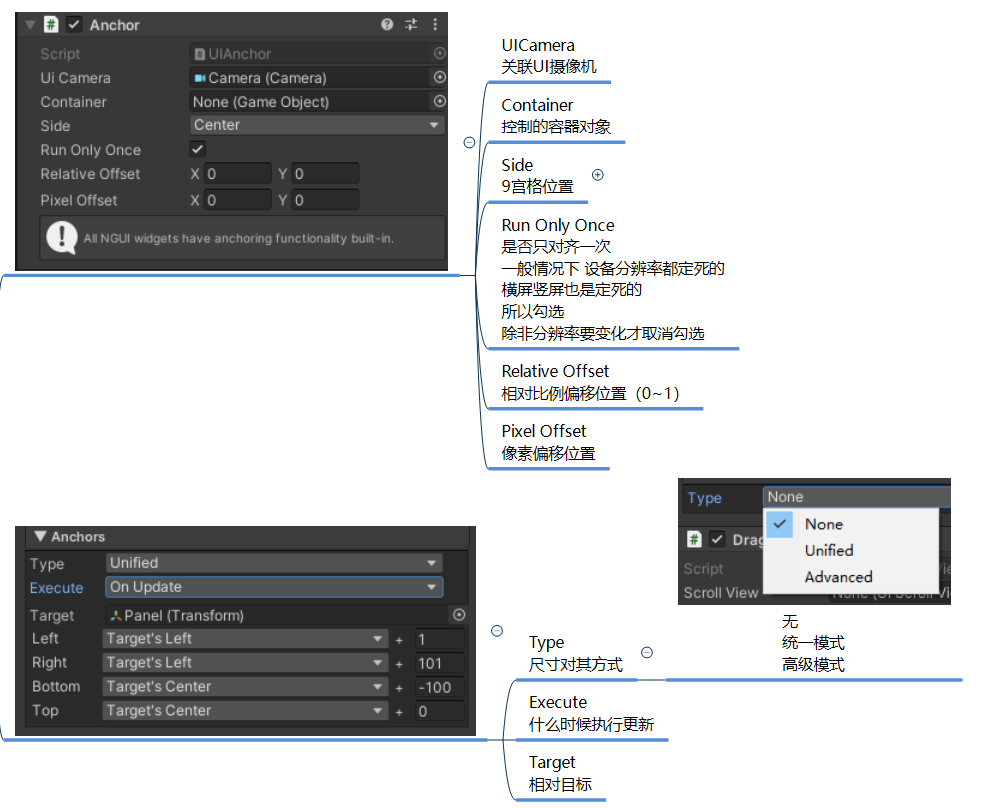 Anchor
Script UIAnchor
Ui Camera Camera (Camera)
Container None (Game Object)
Side Center
Run Only Once
Relative Offset X 0 Y 0
Pixel Offset X 0 Y 0
All NGUI widgets have anchoring functionality built-in.
UICamera
关联UI摄像机
Container
控制的容器对象
Side
9宫格位置
Run Only Once
是否只对齐一次
一般情况下 设备分辨率都定死的
横屏竖屏也是定死的
所以勾选
除非分辨率要变化才取消勾选
Relative Offset
相对比例偏移位置（0~1）
Pixel Offset
像素偏移位置
Anchors
Type Unified
Execute On Update
Target Panel (Transform)
Left Target's Left + 1
Right Target's Left + 101
Bottom Target's Center + -100
Top Target's Center + 0
Type
尺寸对其方式
Type None
None
Unified
Advanced
Drag
Script
Scroll View
无
统一模式
高级模式
Execute
什么时候执行更新
Target
相对目标